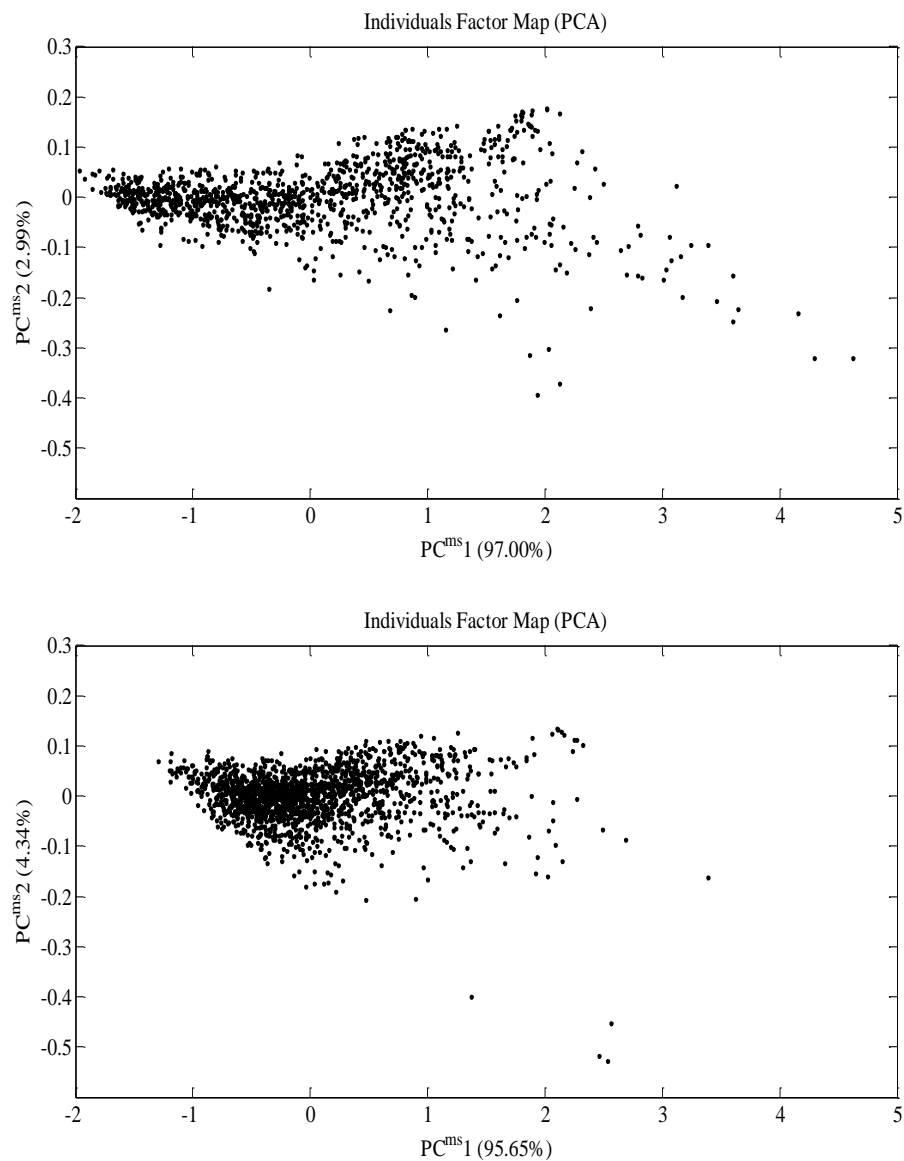 Individuals Factor Map (PCA)
0.3
0.2
0.1
0
-0.1
-0.2
-0.3
-0.4
-0.5
PCms2 (2.99%)
-2 -1 0 1 2 3 4 5
PCms1 (97.00%)
Individuals Factor Map (PCA)
0.3
0.2
0.1
0
-0.1
-0.2
-0.3
-0.4
-0.5
PCms2 (4.34%)
-2 -1 0 1 2 3 4 5
PCms1 (95.65%)